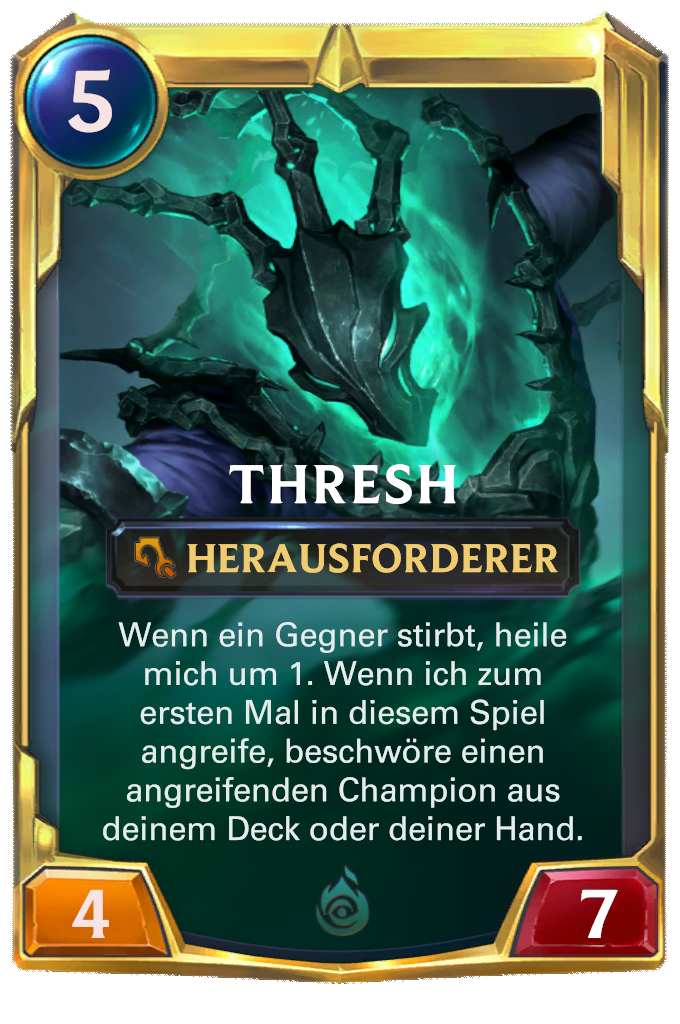 5
THRESH
HERAUSFORDERER
Wenn ein Gegner stirbt, heile
mich um 1. Wenn ich zum
ersten Mal in diesem Spiel
angreife, beschwöre einen
angreifenden Champion aus
deinem Deck oder deiner Hand.
4
7